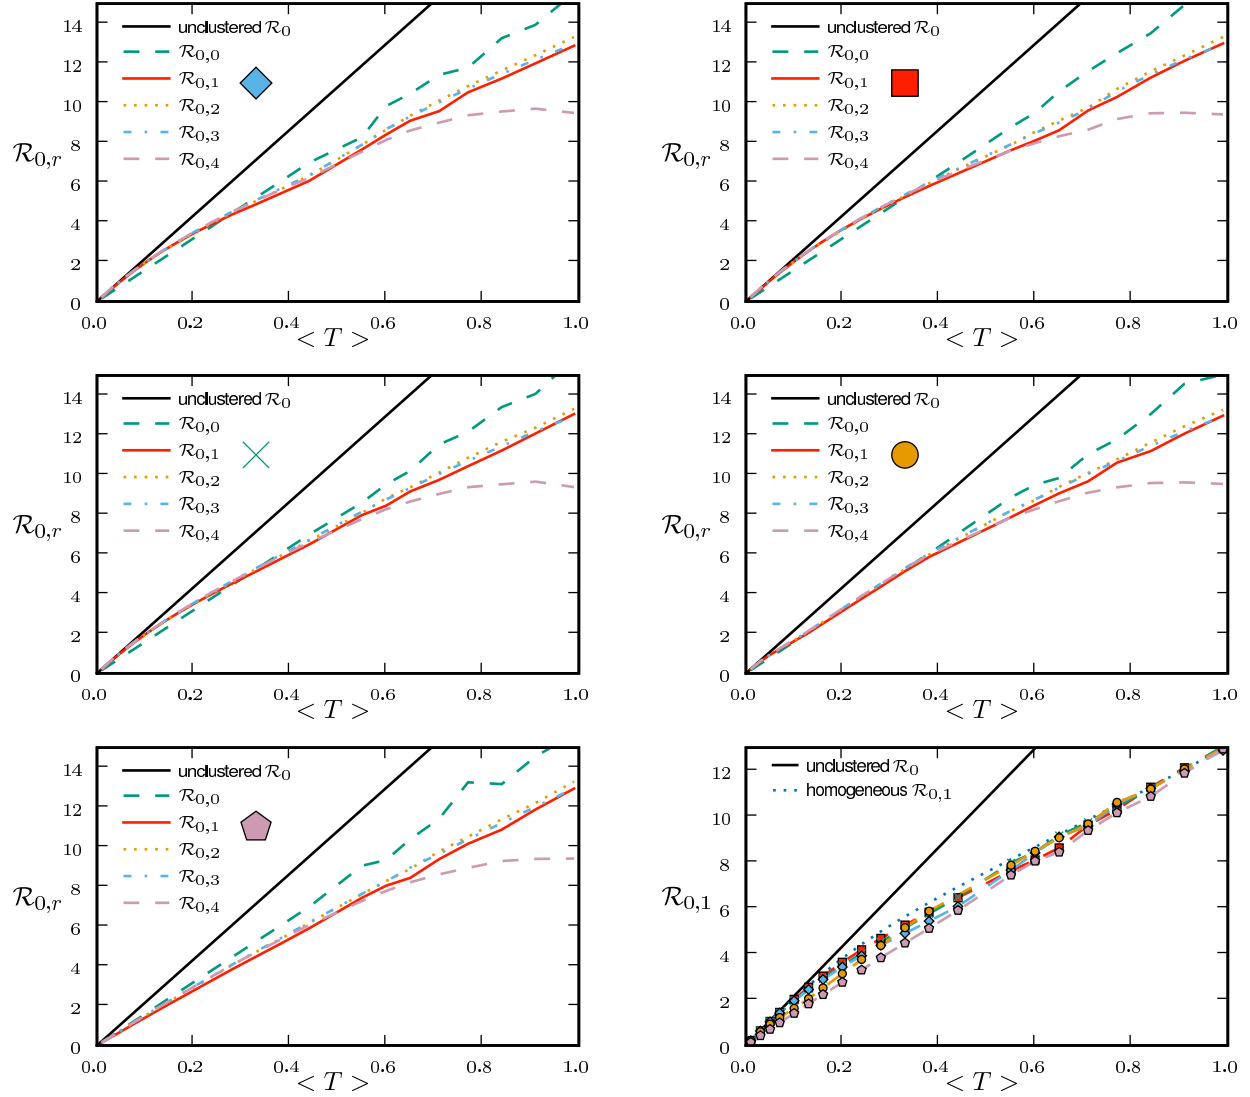 14
12
10
8
6
4
2
0
unclustered ℛ₀
ℛ₀,₀
ℛ₀,₁
ℛ₀,₂
ℛ₀,₃
ℛ₀,₄
ℛ₀,ᵣ
0.0 0.2 0.4 0.6 0.8 1.0
< T >
14
12
10
8
6
4
2
0
unclustered ℛ₀
ℛ₀,₀
ℛ₀,₁
ℛ₀,₂
ℛ₀,₃
ℛ₀,₄
ℛ₀,ᵣ
0.0 0.2 0.4 0.6 0.8 1.0
< T >
14
12
10
8
6
4
2
0
unclustered ℛ₀
ℛ₀,₀
ℛ₀,₁
ℛ₀,₂
ℛ₀,₃
ℛ₀,₄
ℛ₀,ᵣ
0.0 0.2 0.4 0.6 0.8 1.0
< T >
14
12
10
8
6
4
2
0
unclustered ℛ₀
ℛ₀,₀
ℛ₀,₁
ℛ₀,₂
ℛ₀,₃
ℛ₀,₄
ℛ₀,ᵣ
0.0 0.2 0.4 0.6 0.8 1.0
< T >
14
12
10
8
6
4
2
0
unclustered ℛ₀
ℛ₀,₀
ℛ₀,₁
ℛ₀,₂
ℛ₀,₃
ℛ₀,₄
ℛ₀,ᵣ
0.0 0.2 0.4 0.6 0.8 1.0
< T >
12
10
8
6
4
2
0
unclustered ℛ₀
homogeneous ℛ₀,₁
ℛ₀,₁
0.0 0.2 0.4 0.6 0.8 1.0
< T >